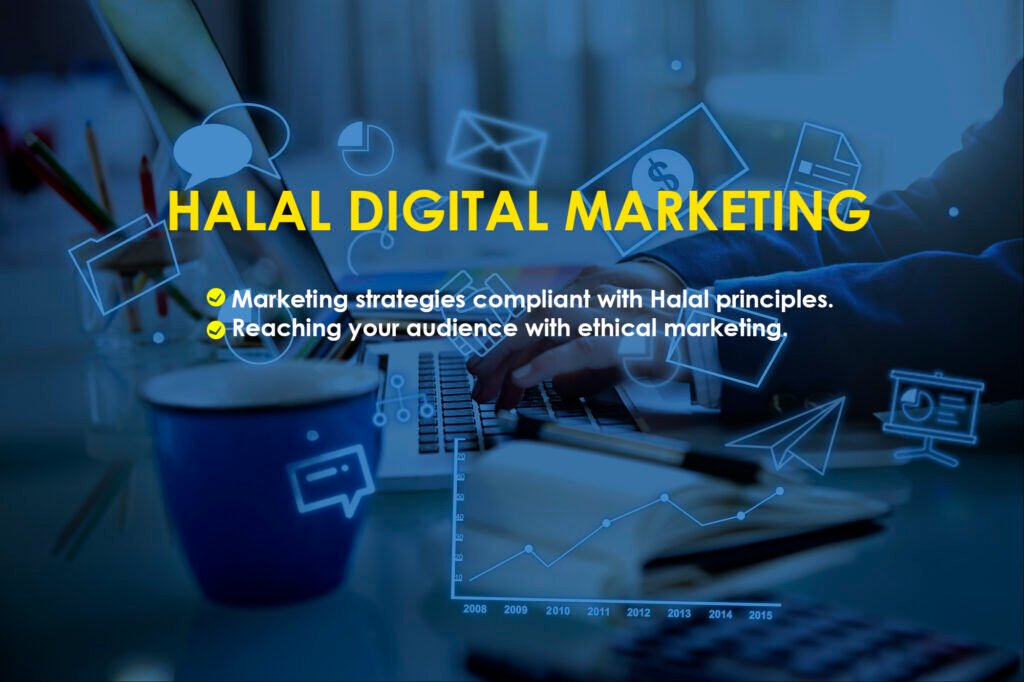 HALAL DIGITAL MARKETING
Marketing strategies compliant with Halal principles.
Reaching your audience with ethical marketing.
2008 2009 2010 2011 2012 2013 2014 2015